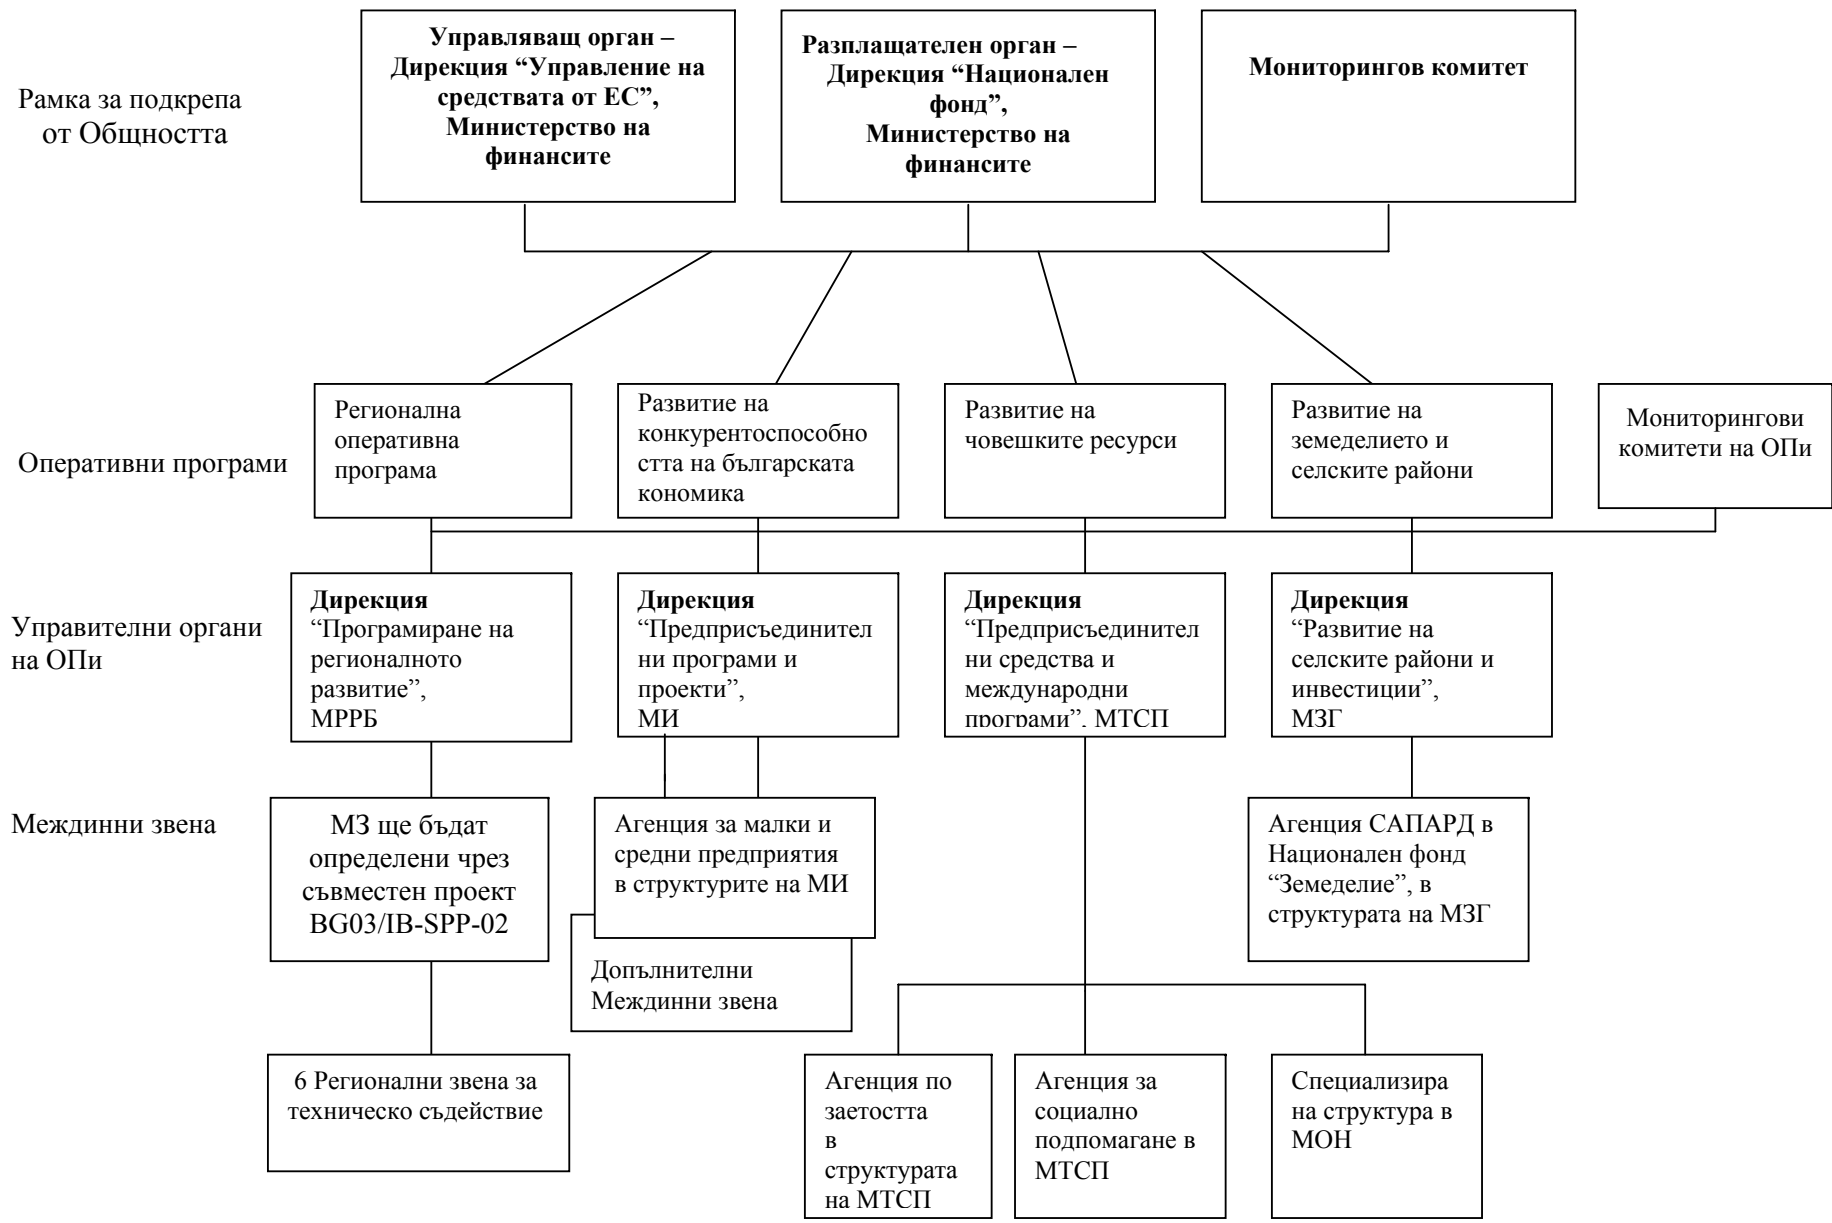 Рамка за подкрепа
от Общността
Управляващ орган –
Дирекция “Управление на
средствата от ЕС”,
Министерство на
финансите
Разплащателен орган –
Дирекция “Национален
фонд”,
Министерство на
финансите
Мониторингов комитет
Оперативни програми
Регионална
оперативна
програма
Развитие на
конкурентоспособно
стта на българската
кономика
Развитие на
човешките ресурси
Развитие на
земеделието и
селските райони
Мониторингови
комитети на ОПи
Управителни органи
на ОПи
Дирекция
“Програмиране на
регионалното
развитие”,
МРРБ
Дирекция
“Предприсъединител
ни програми и
проекти”,
МИ
Дирекция
“Предприсъединител
ни средства и
международни
програми”, МТСП
Дирекция
“Развитие на
селските райони и
инвестиции”,
МЗГ
Междинни звена
МЗ ще бъдат
определени чрез
съвместен проект
BG03/IB-SPP-02
Агенция за малки и
средни предприятия
в структурите на МИ
Допълнителни
Междинни звена
Агенция САПАРД в
Национален фонд
“Земеделие”, в
структурата на МЗГ
6 Регионални звена за
техническо съдействие
Агенция по
заетостта
в
структурата
на МТСП
Агенция за
социално
подпомагане в
МТСП
Специализира
на структура в
МОН